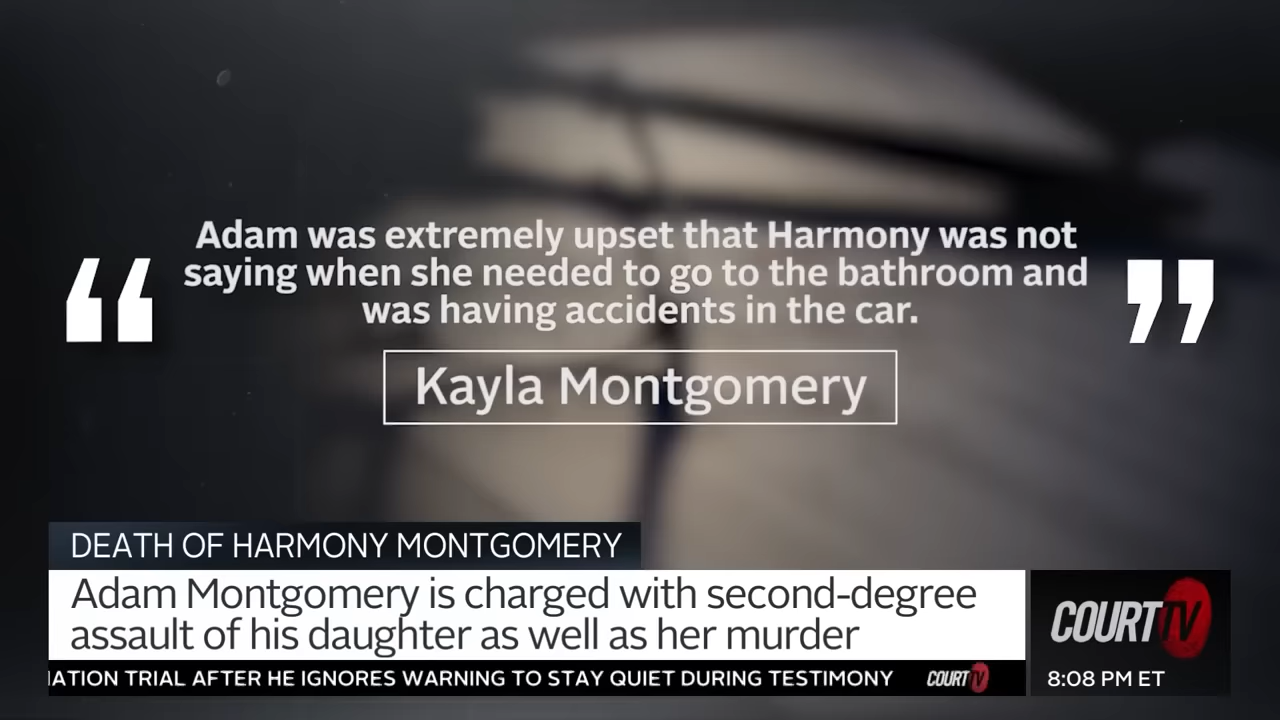 “
Adam was extremely upset that Harmony was not
saying when she needed to go to the bathroom and
was having accidents in the car.
”
Kayla Montgomery
DEATH OF HARMONY MONTGOMERY
Adam Montgomery is charged with second-degree
assault of his daughter as well as her murder
COURT TV
IATION TRIAL AFTER HE IGNORES WARNING TO STAY QUIET DURING TESTIMONY
COURT TV
8:08 PM ET